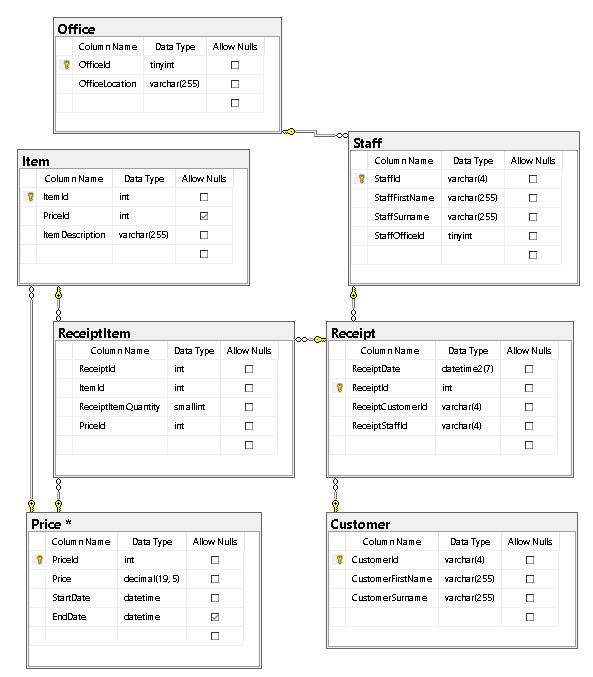 Office
Column Name Data Type Allow Nulls
OfficeId tinyint
OfficeLocation varchar(255)
Staff
Column Name Data Type Allow Nulls
StaffId varchar(4)
StaffFirstName varchar(255)
StaffSurname varchar(255)
StaffOfficeId tinyint
Item
Column Name Data Type Allow Nulls
ItemId int
PriceId int
ItemDescription varchar(255)
ReceiptItem
Column Name Data Type Allow Nulls
ReceiptId int
ItemId int
ReceiptItemQuantity smallint
PriceId int
Receipt
Column Name Data Type Allow Nulls
ReceiptDate datetime2(7)
ReceiptId int
ReceiptCustomerId varchar(4)
ReceiptStaffId varchar(4)
Price *
Column Name Data Type Allow Nulls
PriceId int
Price decimal(19, 5)
StartDate datetime
EndDate datetime
Customer
Column Name Data Type Allow Nulls
CustomerId varchar(4)
CustomerFirstName varchar(255)
CustomerSurname varchar(255)